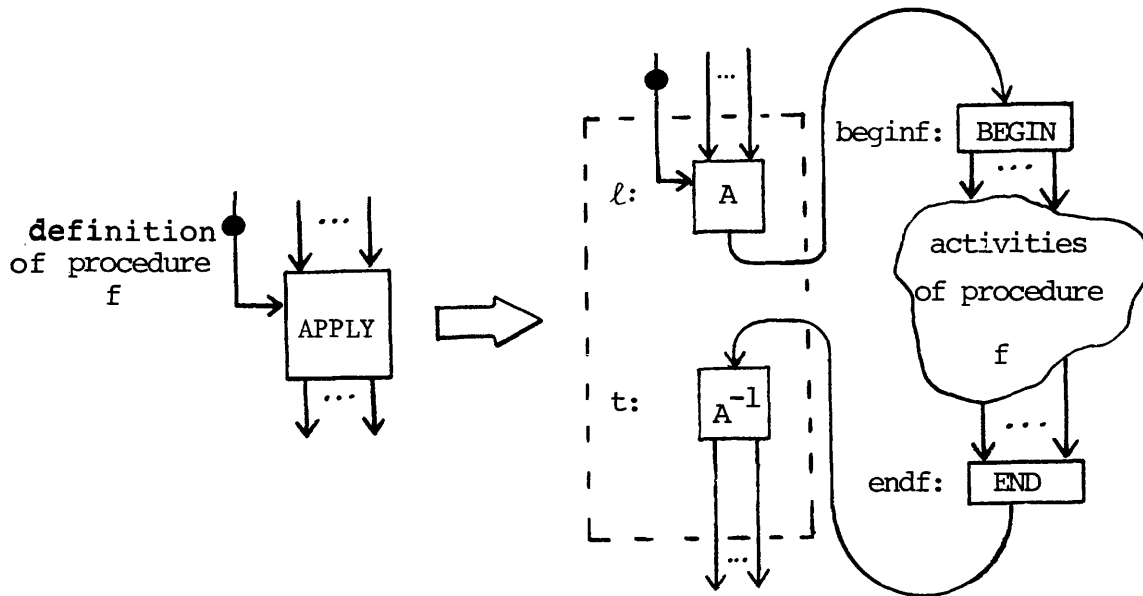 definition
of procedure
f
...
APPLY
...
...
ℓ: A
t: A⁻¹
...
beginf: BEGIN
...
activities
of procedure
f
...
endf: END